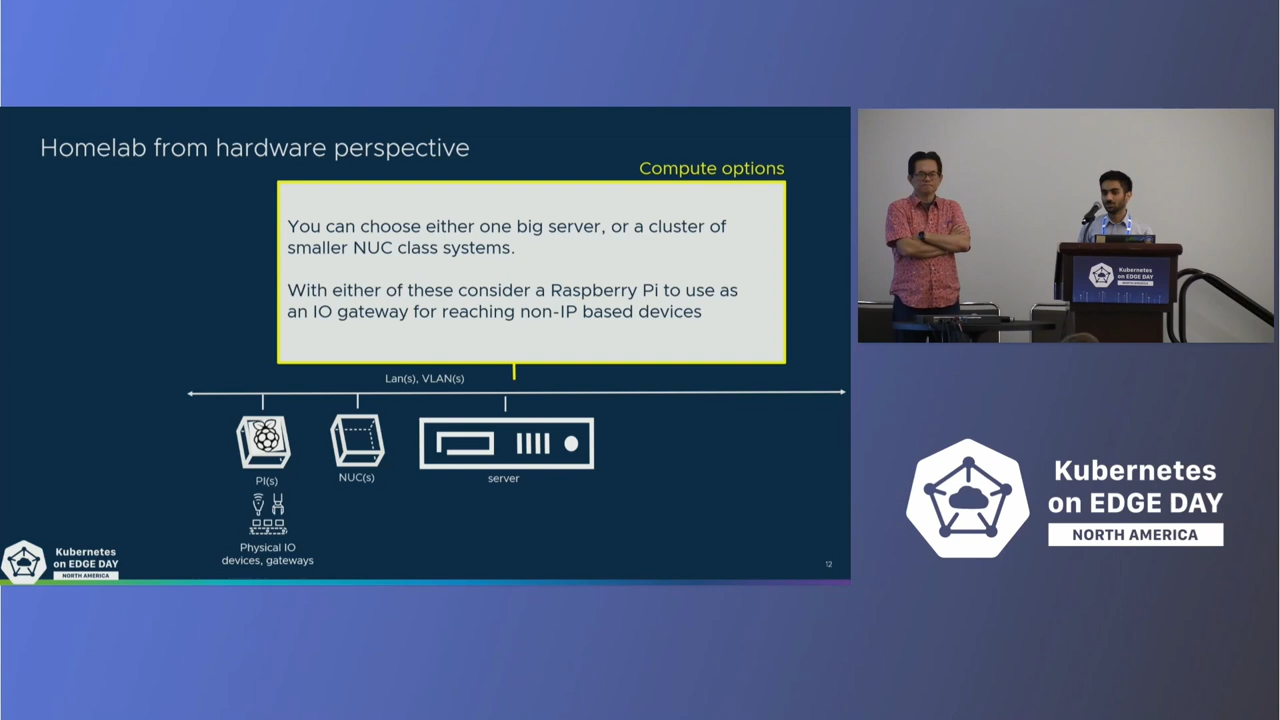 Homelab from hardware perspective
Compute options
You can choose either one big server, or a cluster of
smaller NUC class systems.
With either of these consider a Raspberry Pi to use as
an IO gateway for reaching non-IP based devices
Lan(s), VLAN(s)
PI(s)
NUC(s)
server
Physical IO
devices, gateways
Kubernetes
on EDGE DAY
NORTH AMERICA
12
Kubernetes
on EDGE DAY
NORTH AMERICA
Kubernetes
on EDGE DAY
NORTH AMERICA